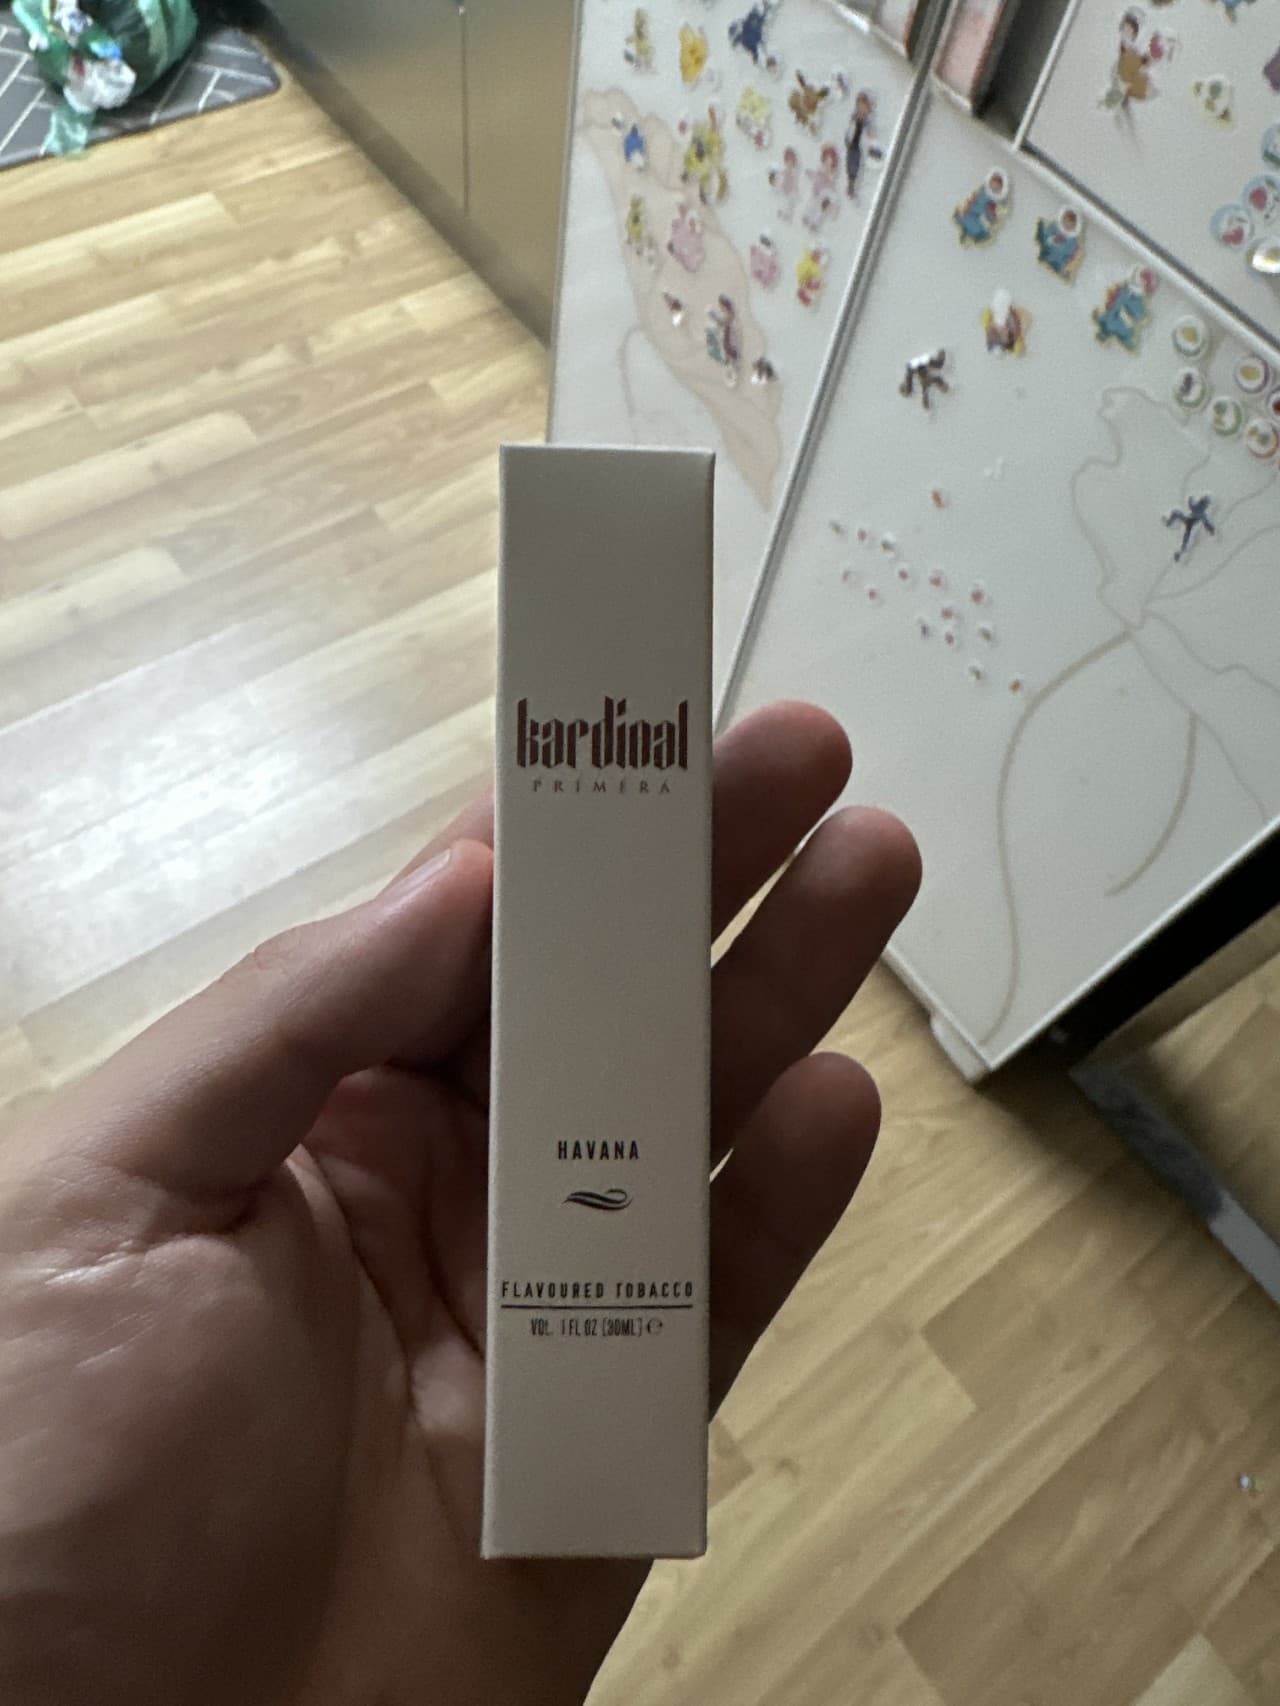 kardinal
PRIMERA
HAVANA
FLAVOURED TOBACCO
VOL. 1 FL OZ (30ML) ℮